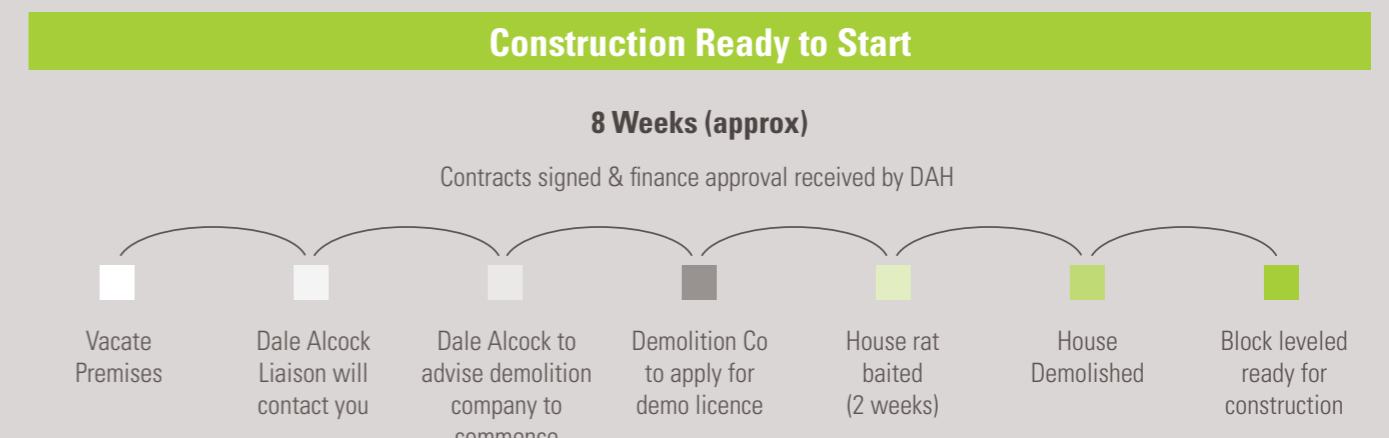 Construction Ready to Start
8 Weeks (approx)
Contracts signed & finance approval received by DAH
Vacate
Premises
Dale Alcock
Liaison will
contact you
Dale Alcock to
advise demolition
company to
commence
Demolition Co
to apply for
demo licence
House rat
baited
(2 weeks)
House
Demolished
Block leveled
ready for
construction